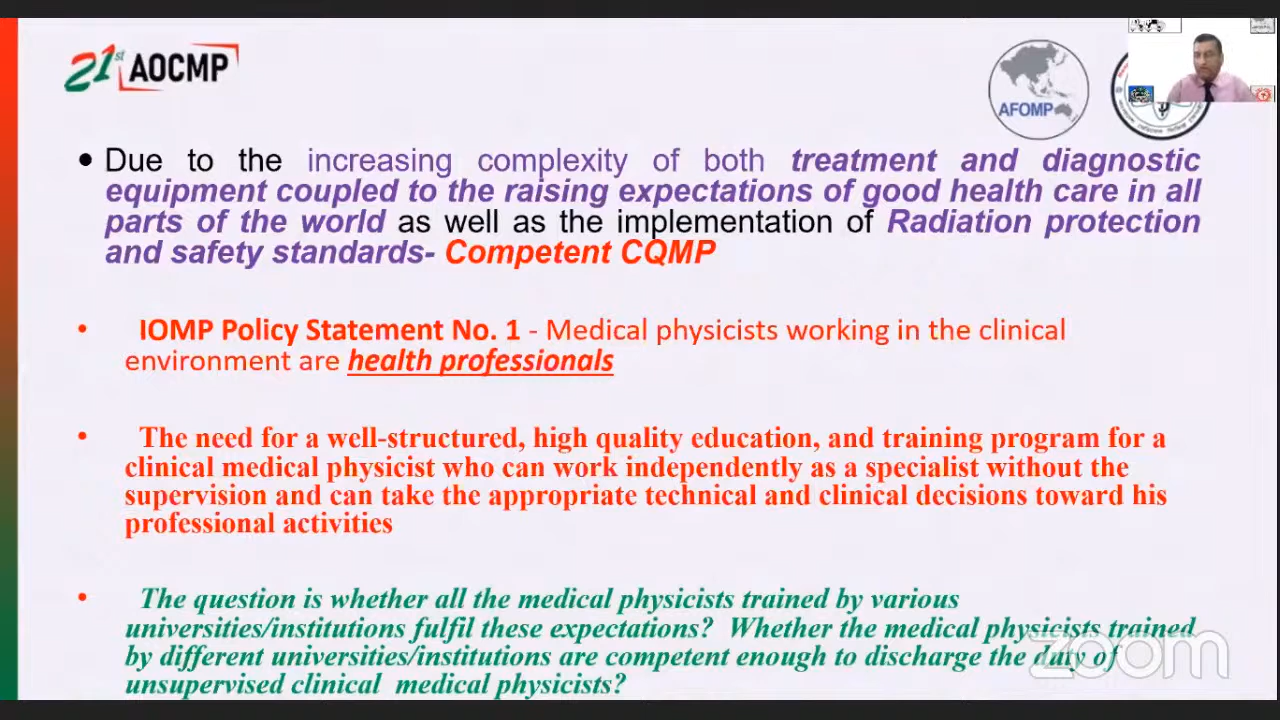 21st AOCMP
AFOMP
• Due to the increasing complexity of both treatment and diagnostic
equipment coupled to the raising expectations of good health care in all
parts of the world as well as the implementation of Radiation protection
and safety standards- Competent CQMP
• IOMP Policy Statement No. 1 - Medical physicists working in the clinical
environment are health professionals
• The need for a well-structured, high quality education, and training program for a
clinical medical physicist who can work independently as a specialist without the
supervision and can take the appropriate technical and clinical decisions toward his
professional activities
• The question is whether all the medical physicists trained by various
universities/institutions fulfil these expectations? Whether the medical physicists trained
by different universities/institutions are competent enough to discharge the duty of
unsupervised clinical medical physicists?
zoom